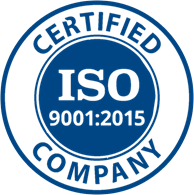 CERTIFIED
ISO
9001:2015
COMPANY